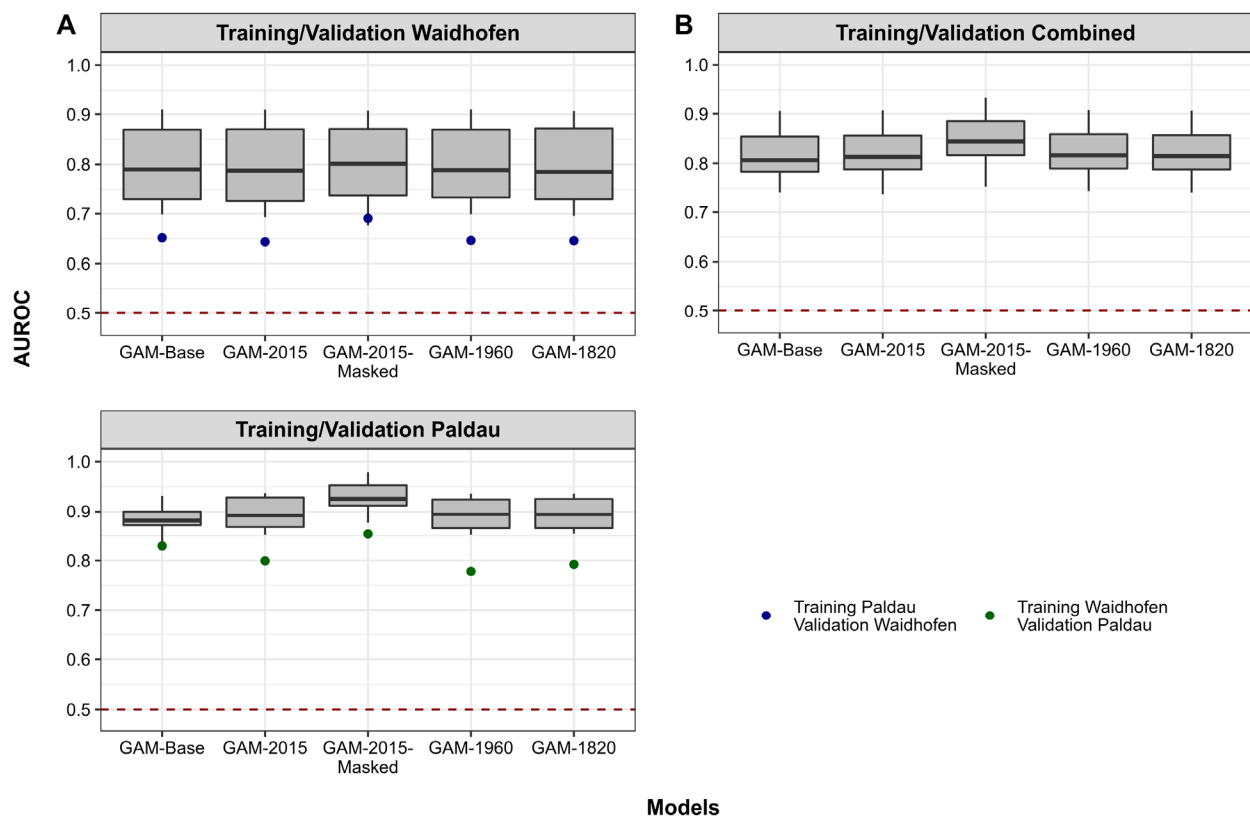 A
Training/Validation Waidhofen
1.0
0.9
0.8
0.7
0.6
0.5
GAM-Base
GAM-2015
GAM-2015-
Masked
GAM-1960
GAM-1820
B
Training/Validation Combined
1.0
0.9
0.8
0.7
0.6
0.5
GAM-Base
GAM-2015
GAM-2015-
Masked
GAM-1960
GAM-1820
AUROC
Training/Validation Paldau
1.0
0.9
0.8
0.7
0.6
0.5
GAM-Base
GAM-2015
GAM-2015-
Masked
GAM-1960
GAM-1820
Training Paldau
Validation Waidhofen
Training Waidhofen
Validation Paldau
Models